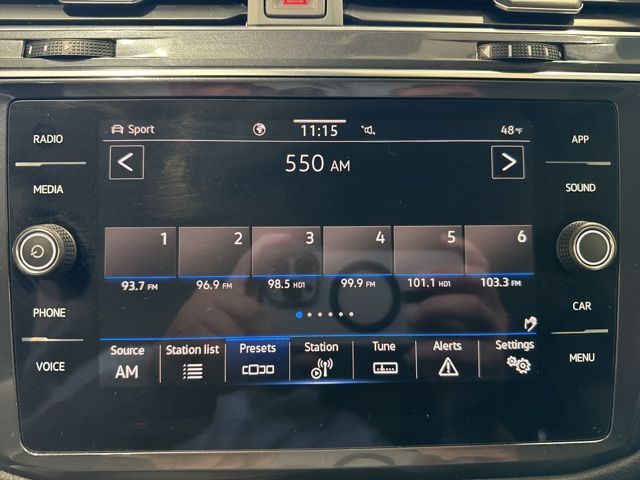 RADIO
MEDIA
PHONE
VOICE
Sport
11:15
48°F
550 AM
1
2
3
4
5
6
93.7 FM
96.9 FM
98.5 HD1
99.9 FM
101.1 HD1
103.3 FM
Source
AM
Station list
Presets
Station
Tune
Alerts
Settings
APP
SOUND
CAR
MENU